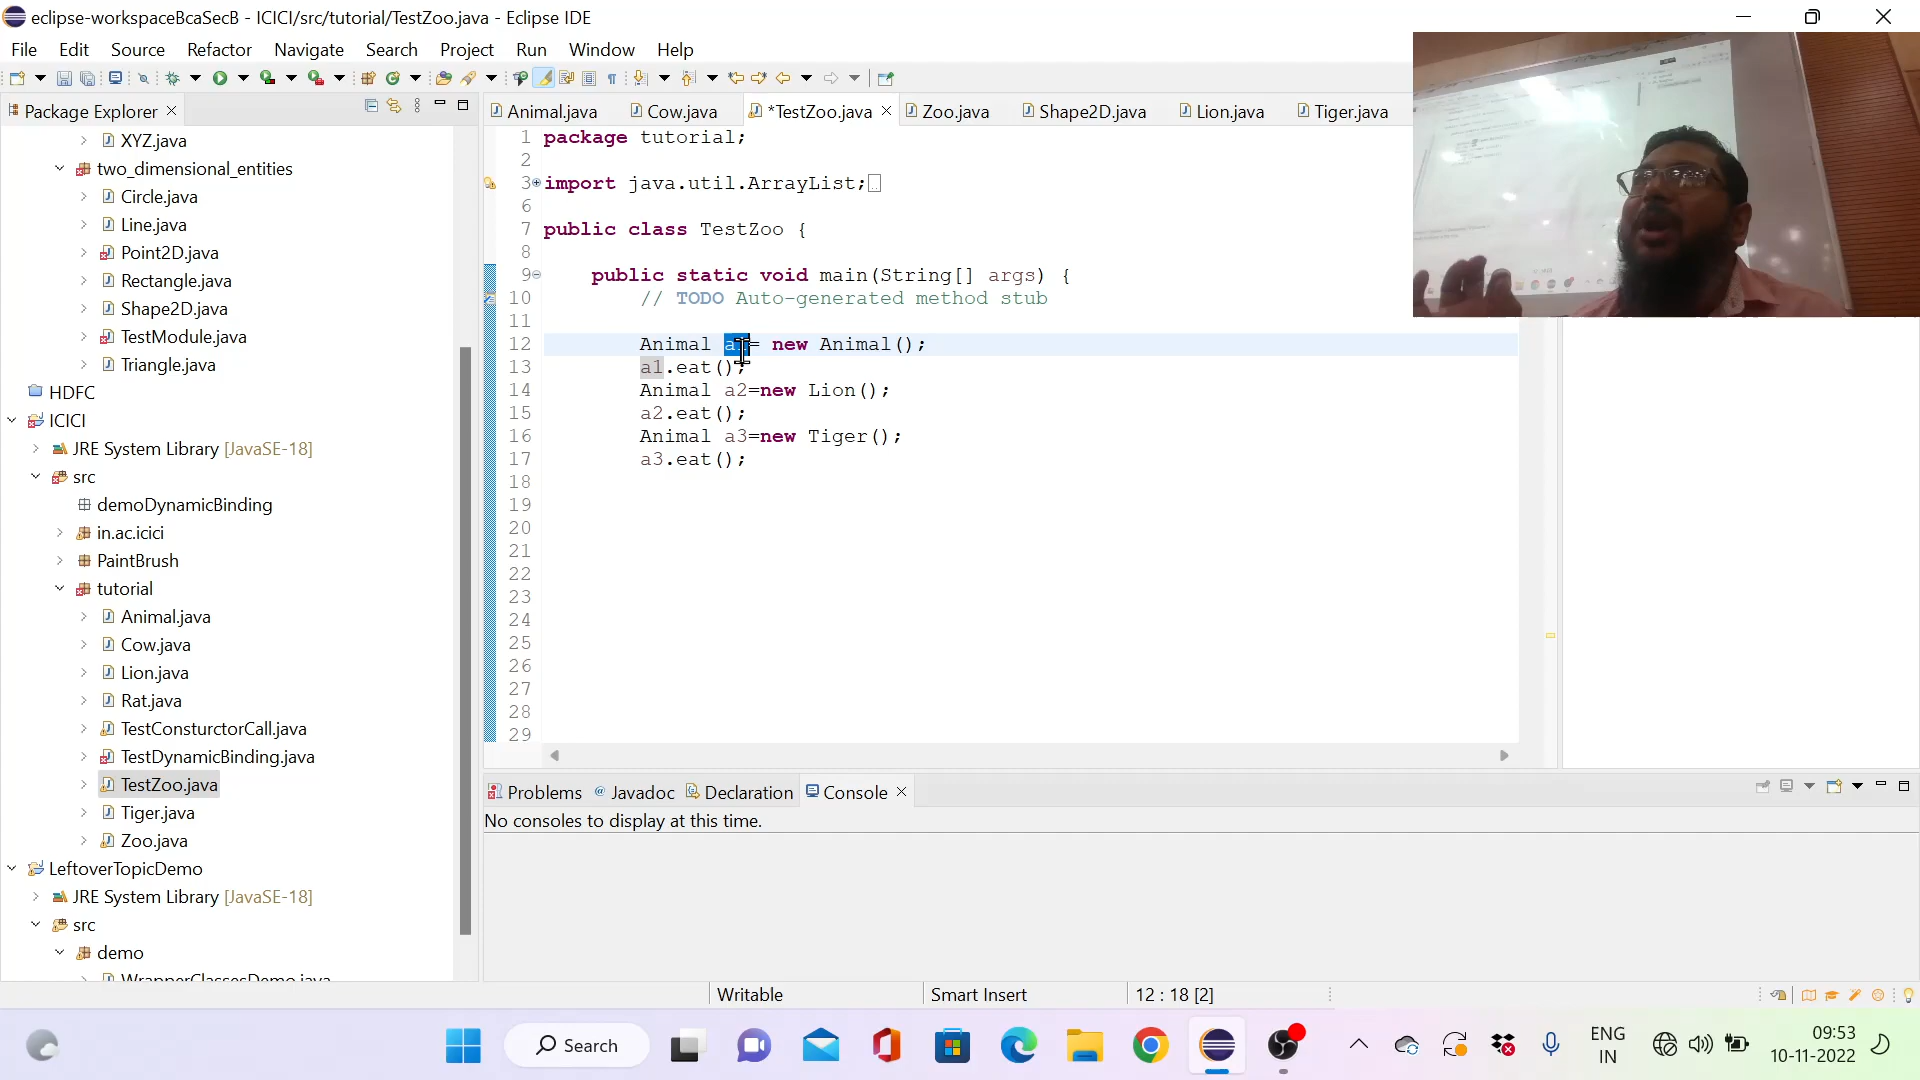 eclipse-workspaceBcaSecB - ICICI/src/tutorial/TestZoo.java - Eclipse IDE
File Edit Source Refactor Navigate Search Project Run Window Help
Package Explorer
XYZ.java
two_dimensional_entities
Circle.java
Line.java
Point2D.java
Rectangle.java
Shape2D.java
TestModule.java
Triangle.java
HDFC
ICICI
JRE System Library [JavaSE-18]
src
demoDynamicBinding
in.ac.icici
PaintBrush
tutorial
Animal.java
Cow.java
Lion.java
Rat.java
TestConsturctorCall.java
TestDynamicBinding.java
TestZoo.java
Tiger.java
Zoo.java
LeftoverTopicDemo
JRE System Library [JavaSE-18]
src
demo
WrapperClassesDemo.java
Animal.java Cow.java *TestZoo.java Zoo.java Shape2D.java Lion.java Tiger.java
1 package tutorial;
2
3 import java.util.ArrayList;
6
7 public class TestZoo {
8
9 public static void main(String[] args) {
10 // TODO Auto-generated method stub
11
12 Animal a1= new Animal();
13 a1.eat();
14 Animal a2=new Lion();
15 a2.eat();
16 Animal a3=new Tiger();
17 a3.eat();
18
19
20
21
22
23
24
25
26
27
28
29
Problems Javadoc Declaration Console
No consoles to display at this time.
Writable Smart Insert 12 : 18 [2]
Search
ENG
IN
09:53
10-11-2022